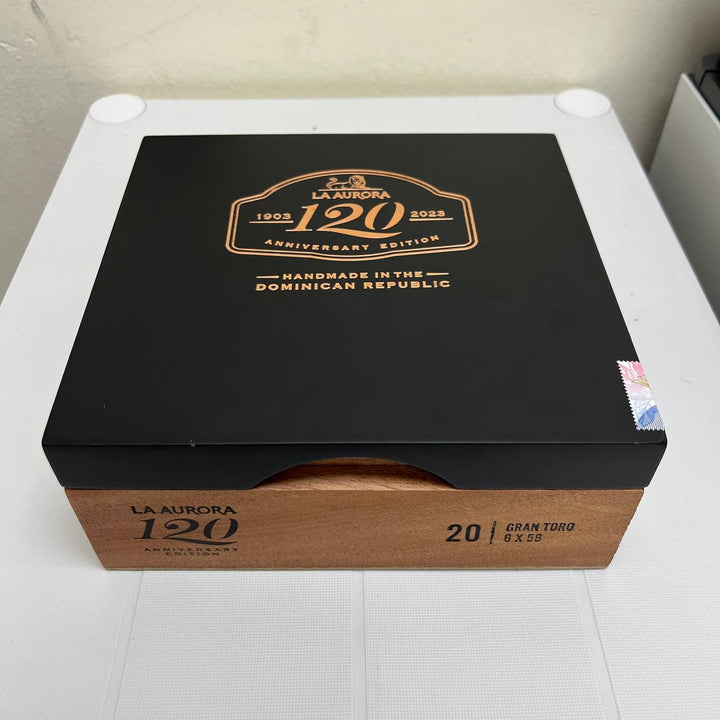 LA AURORA
1903 120 2023
ANNIVERSARY EDITION
HANDMADE IN THE
DOMINICAN REPUBLIC
LA AURORA
120
ANNIVERSARY
EDITION
20 | GRAN TORO
6 X 58